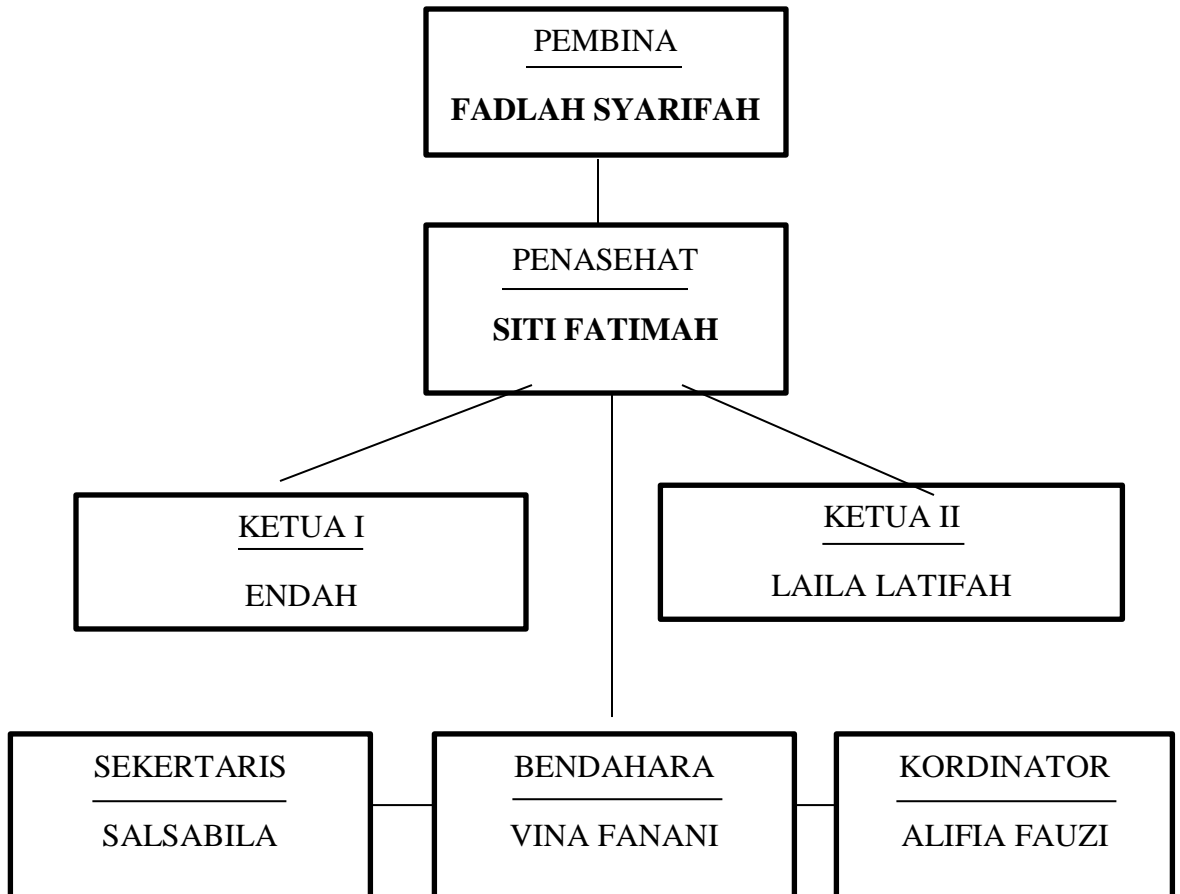 PEMBINA
FADLAH SYARIFAH
PENASEHAT
SITI FATIMAH
KETUA I
ENDAH
KETUA II
LAILA LATIFAH
SEKERTARIS
SALSABILA
BENDAHARA
VINA FANANI
KORDINATOR
ALIFIA FAUZI